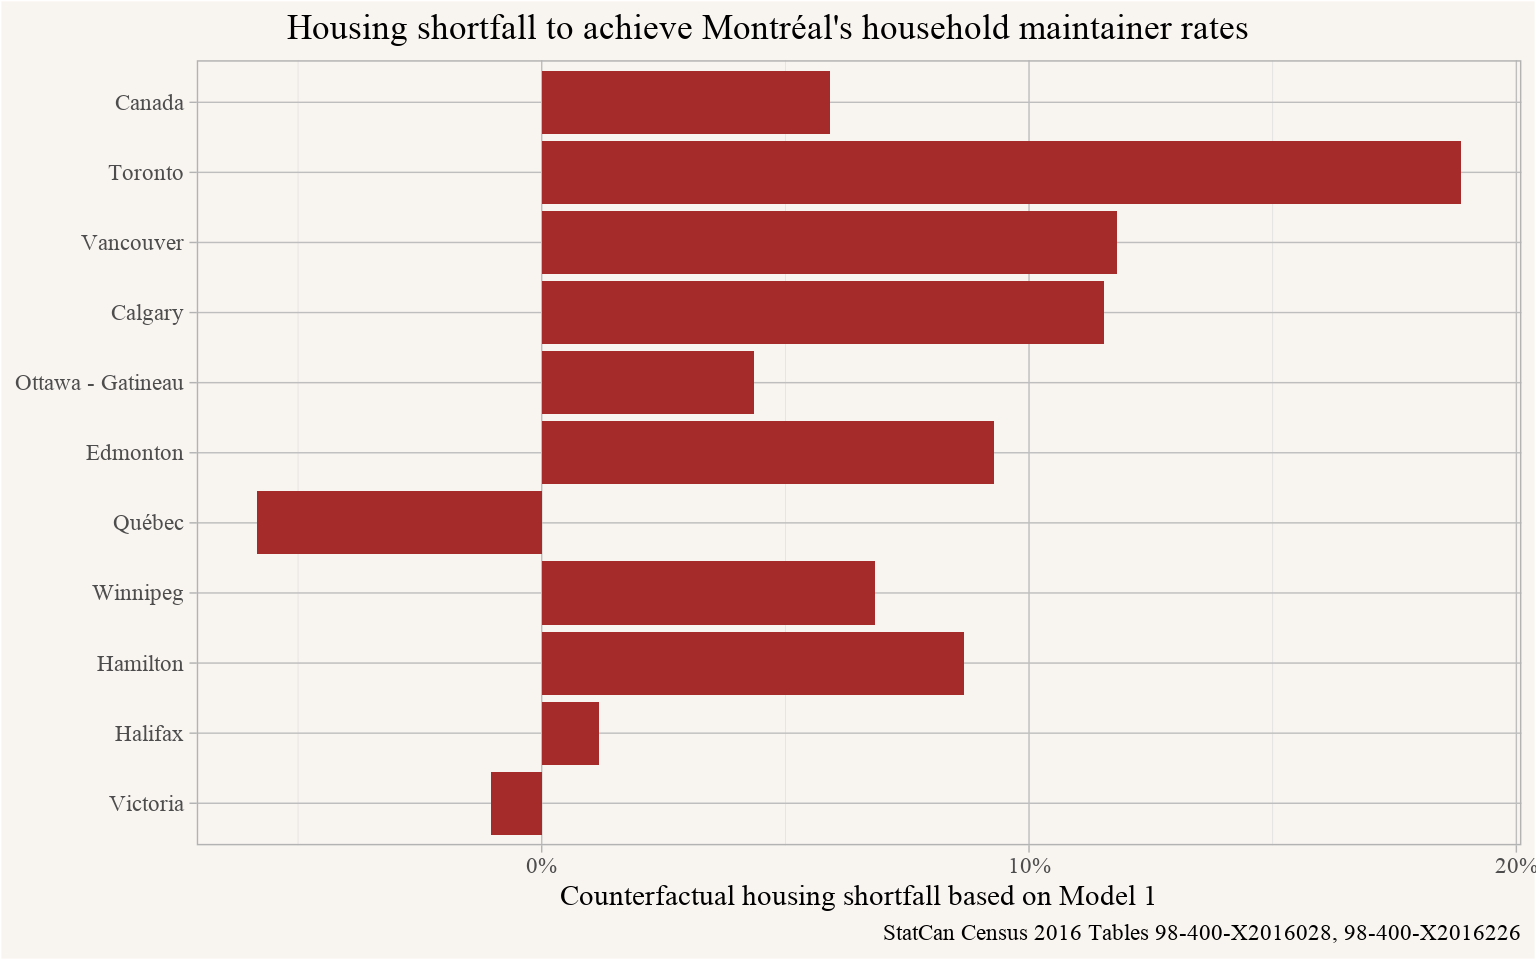 Housing shortfall to achieve Montréal's household maintainer rates
Canada
Toronto
Vancouver
Calgary
Ottawa - Gatineau
Edmonton
Québec
Winnipeg
Hamilton
Halifax
Victoria
0% 10% 20%
Counterfactual housing shortfall based on Model 1
StatCan Census 2016 Tables 98-400-X2016028, 98-400-X2016226